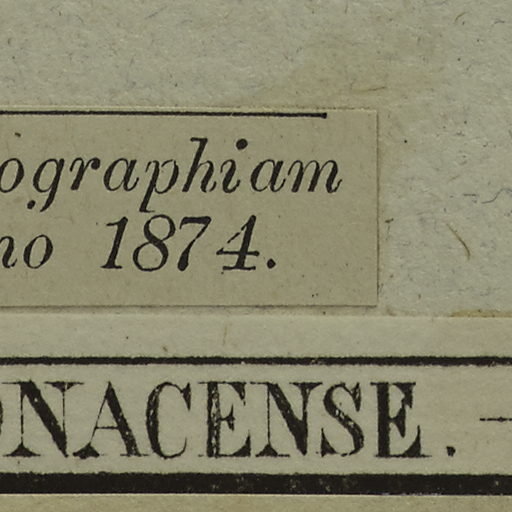 ographiam
no 1874.
ONACENSE. –